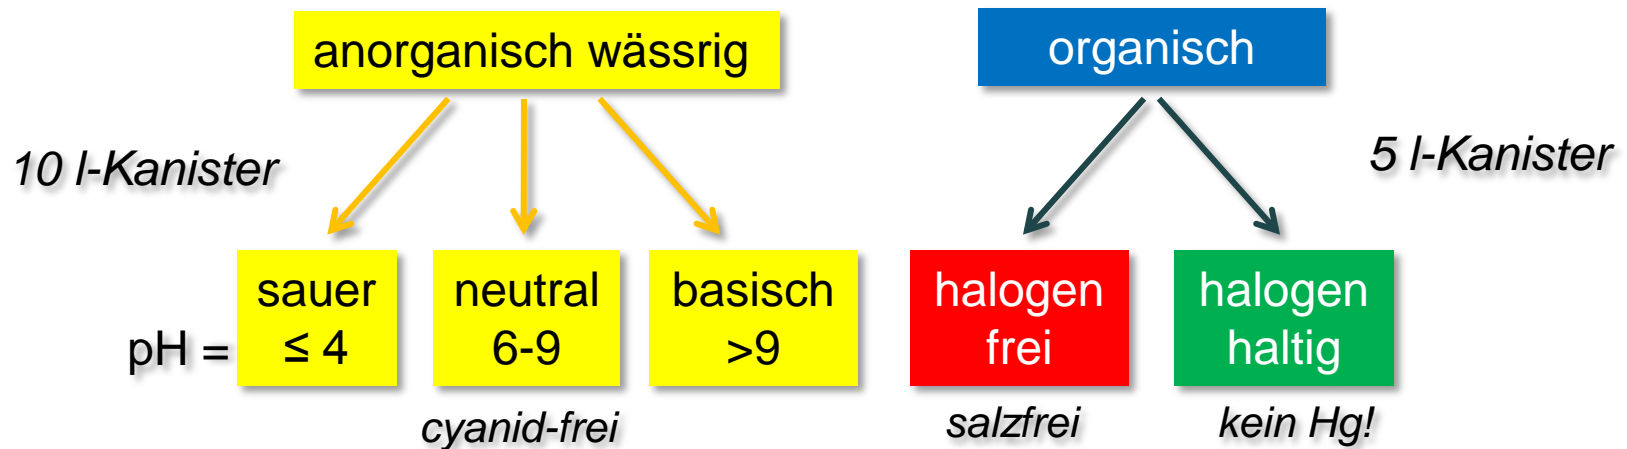 anorganisch wässrig
organisch
10 l-Kanister
5 l-Kanister
pH =
sauer
≤ 4
neutral
6-9
basisch
>9
halogen
frei
halogen
haltig
cyanid-frei
salzfrei
kein Hg!